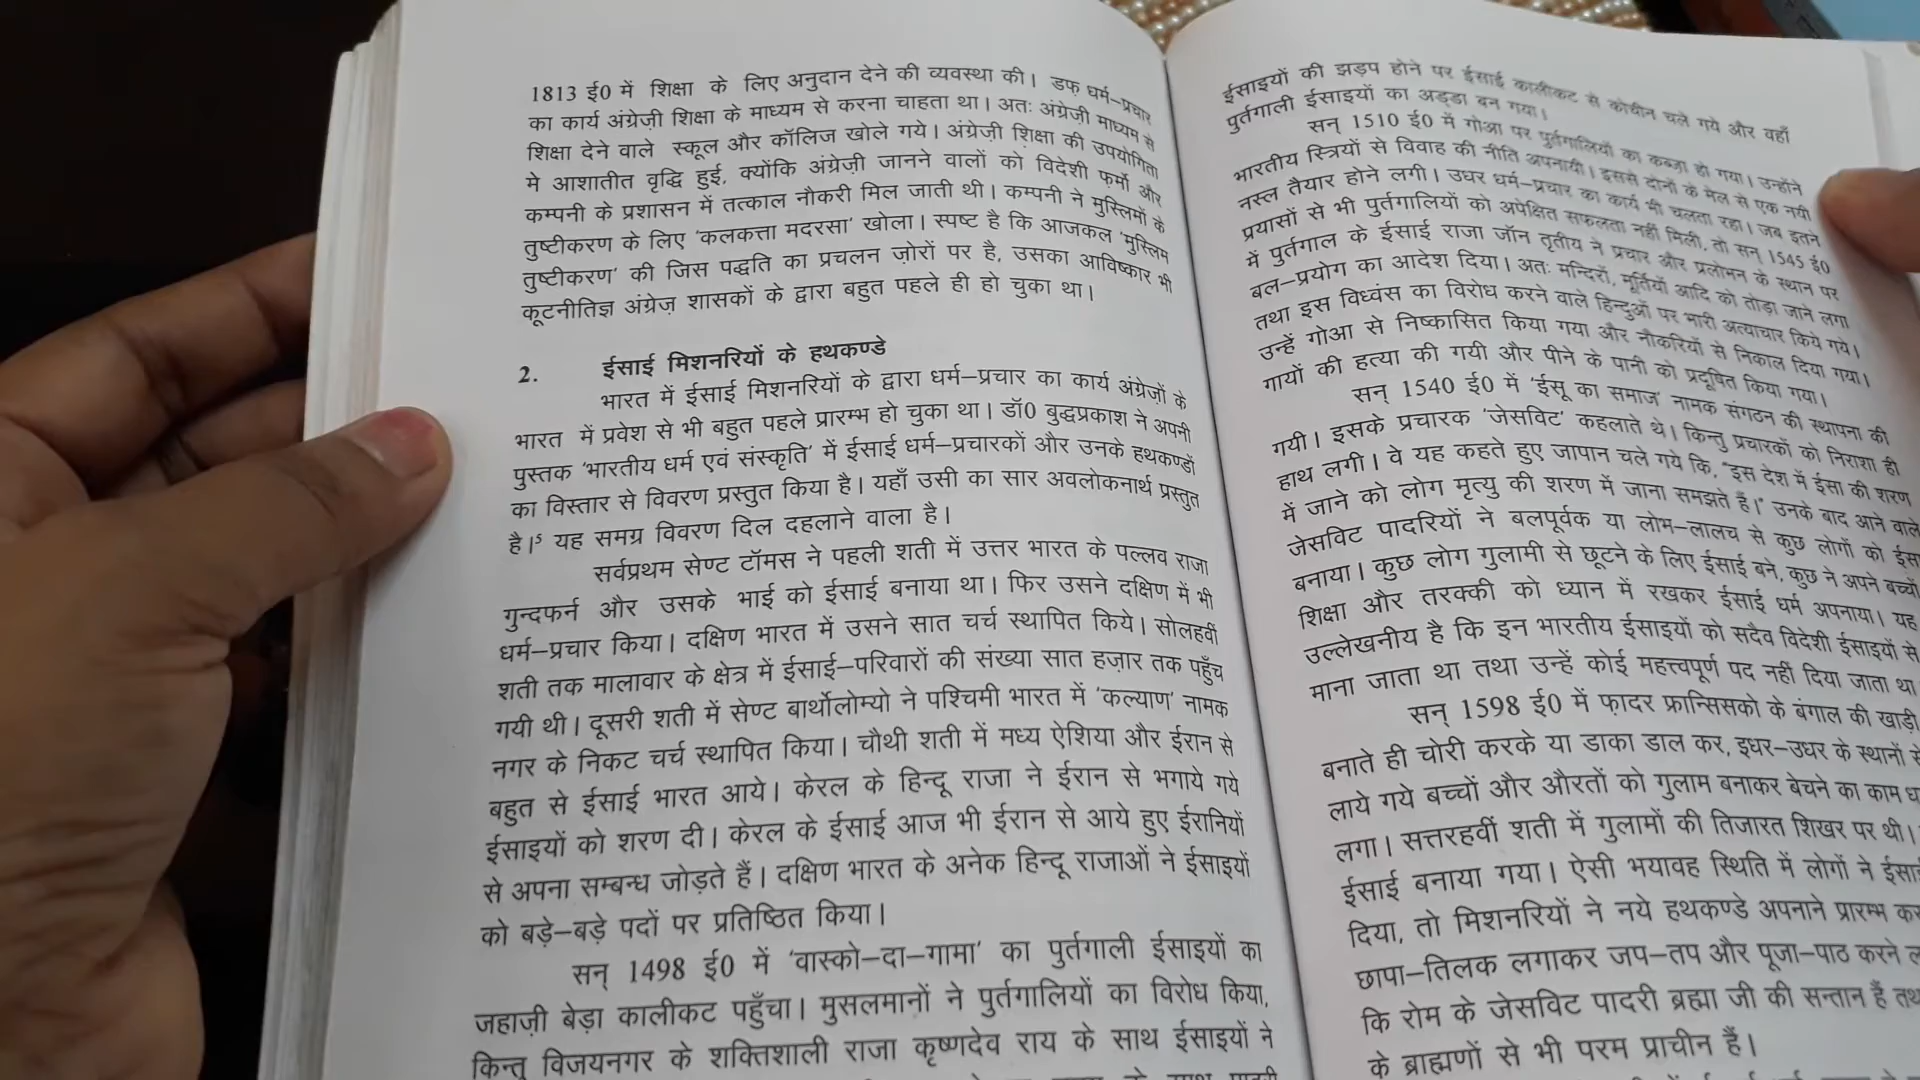 1813 ई0 में शिक्षा के लिए अनुदान देने की व्यवस्था की। डफ़ धर्म–प्रचार
का कार्य अंग्रेज़ी शिक्षा के माध्यम से करना चाहता था। अतः अंग्रेज़ी माध्यम से
शिक्षा देने वाले स्कूल और कॉलिज खोले गये। अंग्रेज़ी शिक्षा की उपयोगिता
मे आशातीत वृद्धि हुई, क्योंकि अंग्रेज़ी जानने वालों को विदेशी फ़र्मों और
कम्पनी के प्रशासन में तत्काल नौकरी मिल जाती थी। कम्पनी ने मुस्लिमों के
तुष्टीकरण के लिए ‘कलकत्ता मदरसा’ खोला। स्पष्ट है कि आजकल ‘मुस्लिम
तुष्टीकरण’ की जिस पद्धति का प्रचलन ज़ोरों पर है, उसका आविष्कार भी
कूटनीतिज्ञ अंग्रेज़ शासकों के द्वारा बहुत पहले ही हो चुका था।
2. ईसाई मिशनरियों के हथकण्डे
भारत में ईसाई मिशनरियों के द्वारा धर्म–प्रचार का कार्य अंग्रेज़ों के
भारत में प्रवेश से भी बहुत पहले प्रारम्भ हो चुका था। डॉ0 बुद्धप्रकाश ने अपनी
पुस्तक ‘भारतीय धर्म एवं संस्कृति’ में ईसाई धर्म–प्रचारकों और उनके हथकण्डों
का विस्तार से विवरण प्रस्तुत किया है। यहाँ उसी का सार अवलोकनार्थ प्रस्तुत
है।⁵ यह समग्र विवरण दिल दहलाने वाला है।
सर्वप्रथम सेण्ट टॉमस ने पहली शती में उत्तर भारत के पल्लव राजा
गुन्दफर्न और उसके भाई को ईसाई बनाया था। फिर उसने दक्षिण में भी
धर्म–प्रचार किया। दक्षिण भारत में उसने सात चर्च स्थापित किये। सोलहवीं
शती तक मालावार के क्षेत्र में ईसाई–परिवारों की संख्या सात हज़ार तक पहुँच
गयी थी। दूसरी शती में सेण्ट बार्थोलोम्यो ने पश्चिमी भारत में ‘कल्याण’ नामक
नगर के निकट चर्च स्थापित किया। चौथी शती में मध्य ऐशिया और ईरान से
बहुत से ईसाई भारत आये। केरल के हिन्दू राजा ने ईरान से भगाये गये
ईसाइयों को शरण दी। केरल के ईसाई आज भी ईरान से आये हुए ईरानियों
से अपना सम्बन्ध जोड़ते हैं। दक्षिण भारत के अनेक हिन्दू राजाओं ने ईसाइयों
को बड़े–बड़े पदों पर प्रतिष्ठित किया।
सन् 1498 ई0 में ‘वास्को–दा–गामा’ का पुर्तगाली ईसाइयों का
जहाज़ी बेड़ा कालीकट पहुँचा। मुसलमानों ने पुर्तगालियों का विरोध किया,
किन्तु विजयनगर के शक्तिशाली राजा कृष्णदेव राय के साथ ईसाइयों ने
ईसाइयों की झड़प होने पर ईसाई कालीकट से कोचीन चले गये और वहाँ
पुर्तगाली ईसाइयों का अड्डा बन गया।
सन् 1510 ई0 में गोआ पर पुर्तगालियों का कब्ज़ा हो गया। उन्होंने
भारतीय स्त्रियों से विवाह की नीति अपनायी। इससे दोनों के मेल से एक नयी
नस्ल तैयार होने लगी। उधर धर्म–प्रचार का कार्य भी चलता रहा। जब इतने
प्रयासों से भी पुर्तगालियों को अपेक्षित सफलता नहीं मिली, तो सन् 1545 ई0
में पुर्तगाल के ईसाई राजा जॉन तृतीय ने प्रचार और प्रलोभन के स्थान पर
बल–प्रयोग का आदेश दिया। अतः मन्दिरों, मूर्तियों आदि को तोड़ा जाने लगा
तथा इस विध्वंस का विरोध करने वाले हिन्दुओं पर भारी अत्याचार किये गये।
उन्हें गोआ से निष्कासित किया गया और नौकरियों से निकाल दिया गया।
गायों की हत्या की गयी और पीने के पानी को प्रदूषित किया गया।
सन् 1540 ई0 में ‘ईसू का समाज’ नामक संगठन की स्थापना की
गयी। इसके प्रचारक ‘जेसविट’ कहलाते थे। किन्तु प्रचारकों को निराशा ही
हाथ लगी। वे यह कहते हुए जापान चले गये कि, “इस देश में ईसा की शरण
में जाने को लोग मृत्यु की शरण में जाना समझते हैं।” उनके बाद आने वाले
जेसविट पादरियों ने बलपूर्वक या लोभ–लालच से कुछ लोगों को ईसा
बनाया। कुछ लोग गुलामी से छूटने के लिए ईसाई बने, कुछ ने अपने बच्चों
शिक्षा और तरक्की को ध्यान में रखकर ईसाई धर्म अपनाया। यह
उल्लेखनीय है कि इन भारतीय ईसाइयों को सदैव विदेशी ईसाइयों से
माना जाता था तथा उन्हें कोई महत्त्वपूर्ण पद नहीं दिया जाता था
सन् 1598 ई0 में फ़ादर फ्रान्सिसको के बंगाल की खाड़ी
बनाते ही चोरी करके या डाका डाल कर, इधर–उधर के स्थानों से
लाये गये बच्चों और औरतों को गुलाम बनाकर बेचने का काम
लगा। सत्तरहवीं शती में गुलामों की तिजारत शिखर पर थी।
ईसाई बनाया गया। ऐसी भयावह स्थिति में लोगों ने
दिया, तो मिशनरियों ने नये हथकण्डे अपनाने प्रारम्भ
छापा–तिलक लगाकर जप–तप और पूजा–पाठ करने
कि रोम के जेसविट पादरी ब्रह्मा जी की सन्तान हैं
के ब्राह्मणों से भी परम प्राचीन हैं।